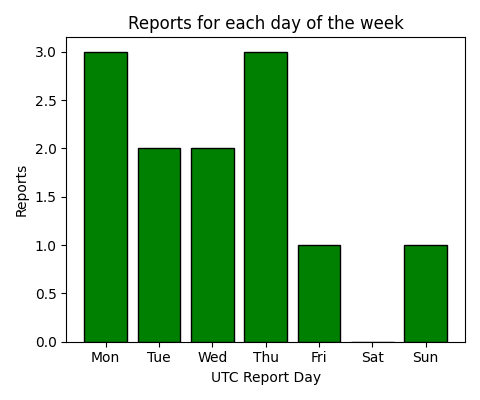 Reports for each day of the week
3.0
2.5
2.0
1.5
1.0
0.5
0.0
Reports
Mon Tue Wed Thu Fri Sat Sun
UTC Report Day